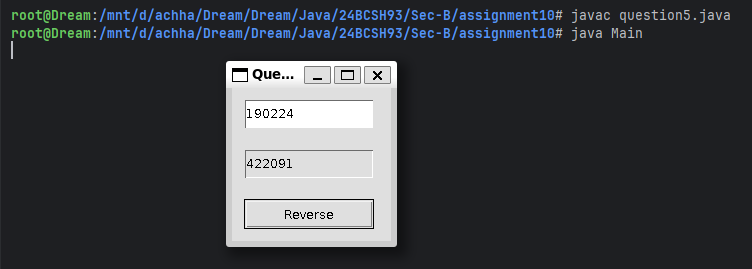 root@Dream:/mnt/d/achha/Dream/Dream/Java/24BCSH93/Sec-B/assignment10# javac question5.java
root@Dream:/mnt/d/achha/Dream/Dream/Java/24BCSH93/Sec-B/assignment10# java Main
Que...
190224
422091
Reverse